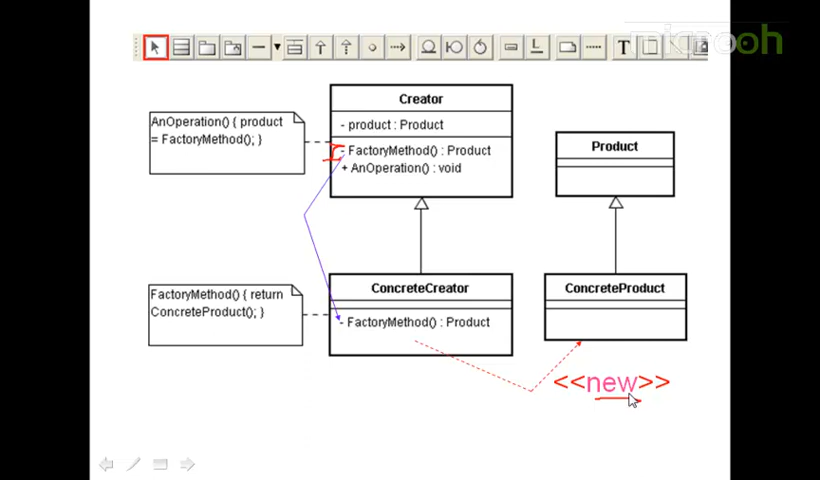 microoh
T
Creator
- product : Product
- FactoryMethod() : Product
+ AnOperation() : void
AnOperation() { product
= FactoryMethod(); }
Product
ConcreteCreator
- FactoryMethod() : Product
FactoryMethod() { return
ConcreteProduct(); }
ConcreteProduct
<<new>>